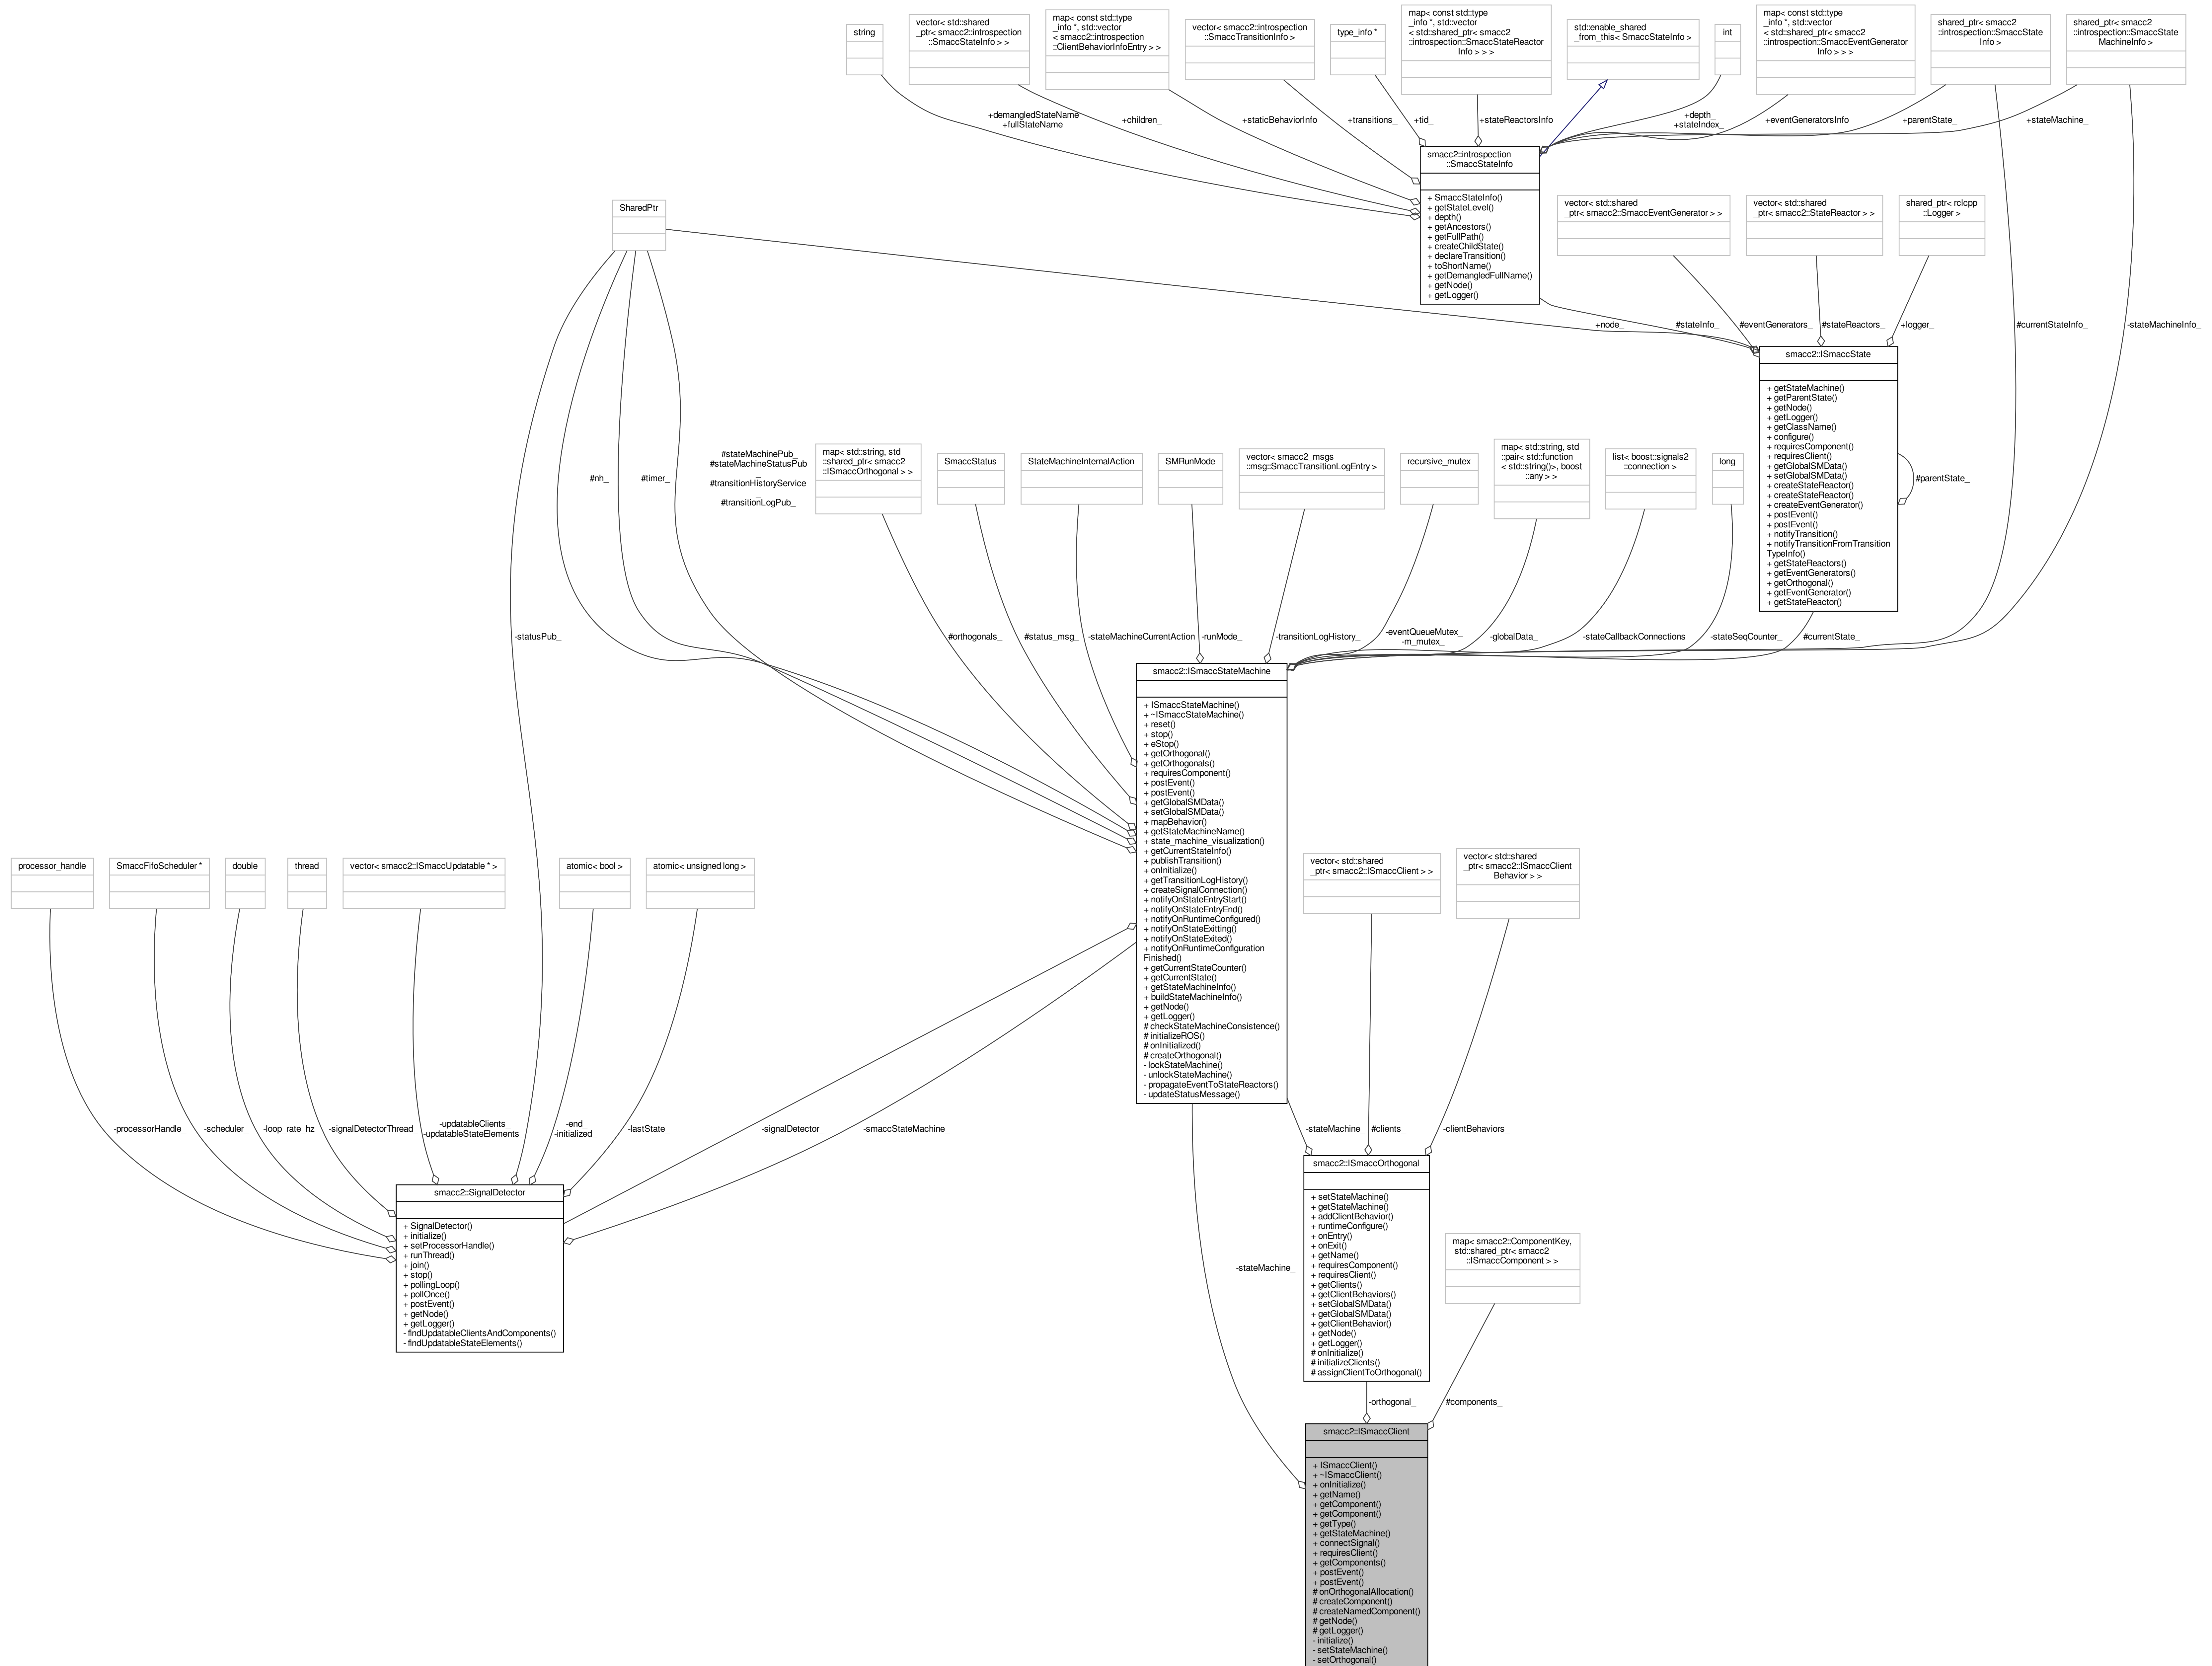 string
vector< std::shared
_ptr< smacc2::introspection
::SmaccStateInfo > >
map< const std::type
_info *, std::vector
< smacc2::introspection
::ClientBehaviorInfoEntry > >
vector< smacc2::introspection
::SmaccTransitionInfo >
type_info *
map< const std::type
_info *, std::vector
< std::shared_ptr< smacc2
::introspection::SmaccStateReactor
Info > > >
std::enable_shared
_from_this< SmaccStateInfo >
int
map< const std::type
_info *, std::vector
< std::shared_ptr< smacc2
::introspection::SmaccEventGenerator
Info > > >
shared_ptr< smacc2
::introspection::SmaccState
Info >
shared_ptr< smacc2
::introspection::SmaccState
MachineInfo >
+demangledStateName
+fullStateName
+children_
+staticBehaviorInfo
+transitions_
+tid_
+stateReactorsInfo
+depth_
+stateIndex_
+eventGeneratorsInfo
+parentState_
+stateMachine_
smacc2::introspection
::SmaccStateInfo
+ SmaccStateInfo()
+ getStateLevel()
+ depth()
+ getAncestors()
+ getFullPath()
+ createChildState()
+ declareTransition()
+ toShortName()
+ getDemangledFullName()
+ getNode()
+ getLogger()
SharedPtr
vector< std::shared
_ptr< smacc2::SmaccEventGenerator > >
vector< std::shared
_ptr< smacc2::StateReactor > >
shared_ptr< rclcpp
::Logger >
+node_
#stateInfo_
#eventGenerators_
#stateReactors_
+logger_
#currentStateInfo_
-stateMachineInfo_
smacc2::ISmaccState
+ getStateMachine()
+ getParentState()
+ getNode()
+ getLogger()
+ getClassName()
+ configure()
+ requiresComponent()
+ requiresClient()
+ getGlobalSMData()
+ setGlobalSMData()
+ createStateReactor()
+ createStateReactor()
+ createEventGenerator()
+ postEvent()
+ postEvent()
+ notifyTransition()
+ notifyTransitionFromTransition
TypeInfo()
+ getStateReactors()
+ getEventGenerators()
+ getOrthogonal()
+ getEventGenerator()
+ getStateReactor()
#parentState_
#nh_
#timer_
#stateMachinePub_
#stateMachineStatusPub
_
#transitionHistoryService
_
#transitionLogPub_
map< std::string, std
::shared_ptr< smacc2
::ISmaccOrthogonal > >
SmaccStatus
StateMachineInternalAction
SMRunMode
vector< smacc2_msgs
::msg::SmaccTransitionLogEntry >
recursive_mutex
map< std::string, std
::pair< std::function
< std::string()>, boost
::any > >
list< boost::signals2
::connection >
long
-statusPub_
#orthogonals_
#status_msg_
-stateMachineCurrentAction
-runMode_
-transitionLogHistory_
-eventQueueMutex_
-m_mutex_
-globalData_
-stateCallbackConnections
-stateSeqCounter_
#currentState_
smacc2::ISmaccStateMachine
+ ISmaccStateMachine()
+ ~ISmaccStateMachine()
+ reset()
+ stop()
+ eStop()
+ getOrthogonal()
+ getOrthogonals()
+ requiresComponent()
+ postEvent()
+ postEvent()
+ getGlobalSMData()
+ setGlobalSMData()
+ mapBehavior()
+ getStateMachineName()
+ state_machine_visualization()
+ getCurrentStateInfo()
+ publishTransition()
+ onInitialize()
+ getTransitionLogHistory()
+ createSignalConnection()
+ notifyOnStateEntryStart()
+ notifyOnStateEntryEnd()
+ notifyOnRuntimeConfigured()
+ notifyOnStateExitting()
+ notifyOnStateExited()
+ notifyOnRuntimeConfiguration
Finished()
+ getCurrentStateCounter()
+ getCurrentState()
+ getStateMachineInfo()
+ buildStateMachineInfo()
+ getNode()
+ getLogger()
# checkStateMachineConsistence()
# initializeROS()
# onInitialized()
# createOrthogonal()
- lockStateMachine()
- unlockStateMachine()
- propagateEventToStateReactors()
- updateStatusMessage()
processor_handle
SmaccFifoScheduler *
double
thread
vector< smacc2::ISmaccUpdatable * >
atomic< bool >
atomic< unsigned long >
vector< std::shared
_ptr< smacc2::ISmaccClient > >
vector< std::shared
_ptr< smacc2::ISmaccClient
Behavior > >
-processorHandle_
-scheduler_
-loop_rate_hz
-signalDetectorThread_
-updatableClients_
-updatableStateElements_
-end_
-initialized_
-lastState_
-signalDetector_
-smaccStateMachine_
-stateMachine_
#clients_
-clientBehaviors_
smacc2::SignalDetector
+ SignalDetector()
+ initialize()
+ setProcessorHandle()
+ runThread()
+ join()
+ stop()
+ pollingLoop()
+ pollOnce()
+ postEvent()
+ getNode()
+ getLogger()
- findUpdatableClientsAndComponents()
- findUpdatableStateElements()
smacc2::ISmaccOrthogonal
+ setStateMachine()
+ getStateMachine()
+ addClientBehavior()
+ runtimeConfigure()
+ onEntry()
+ onExit()
+ getName()
+ requiresComponent()
+ requiresClient()
+ getClients()
+ getClientBehaviors()
+ setGlobalSMData()
+ getGlobalSMData()
+ getClientBehavior()
+ getNode()
+ getLogger()
# onInitialize()
# initializeClients()
# assignClientToOrthogonal()
map< smacc2::ComponentKey,
std::shared_ptr< smacc2
::ISmaccComponent > >
-stateMachine_
-orthogonal_
#components_
smacc2::ISmaccClient
+ ISmaccClient()
+ ~ISmaccClient()
+ onInitialize()
+ getName()
+ getComponent()
+ getComponent()
+ getType()
+ getStateMachine()
+ connectSignal()
+ requiresClient()
+ getComponents()
+ postEvent()
+ postEvent()
# onOrthogonalAllocation()
# createComponent()
# createNamedComponent()
# getNode()
# getLogger()
- initialize()
- setStateMachine()
- setOrthogonal()